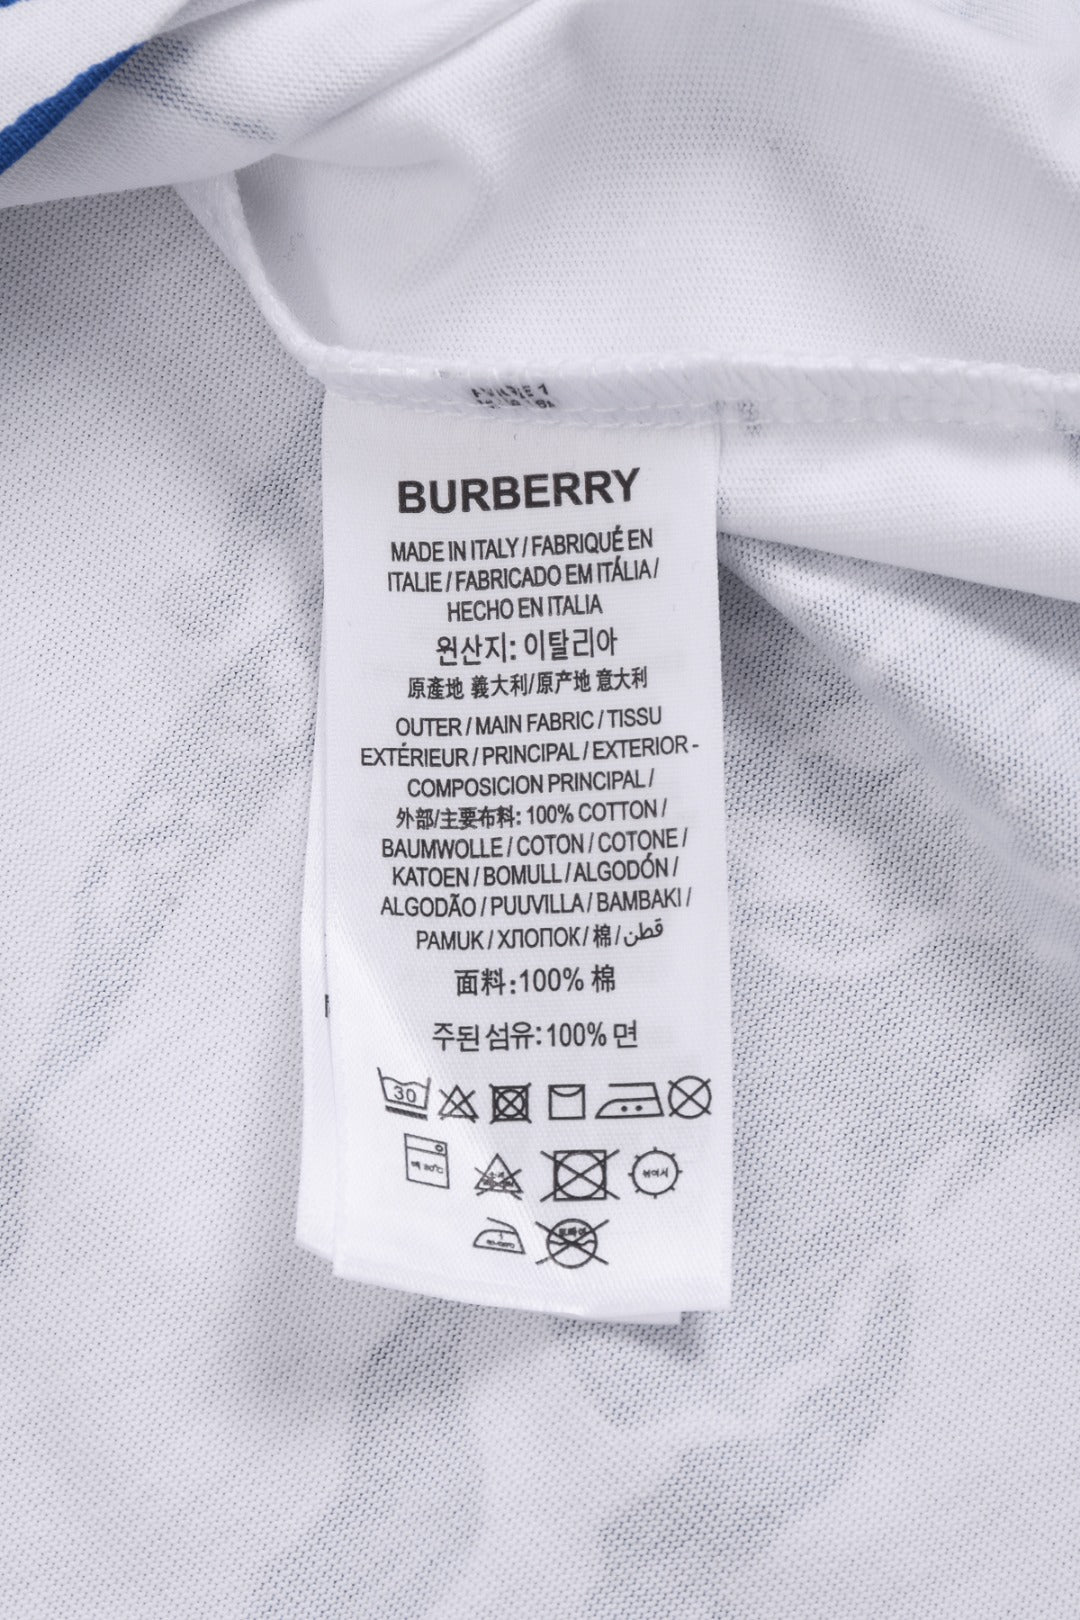 BURBERRY
MADE IN ITALY / FABRIQUÉ EN
ITALIE / FABRICADO EM ITÁLIA /
HECHO EN ITALIA
원산지: 이탈리아
原產地 義大利/原产地 意大利
OUTER / MAIN FABRIC / TISSU
EXTÉRIEUR / PRINCIPAL / EXTERIOR -
COMPOSICION PRINCIPAL /
外部/主要布料: 100% COTTON /
BAUMWOLLE / COTON / COTONE /
KATOEN / BOMULL / ALGODÓN /
ALGODÃO / PUUVILLA / BAMBAKI /
PAMUK / ХЛОПОК / 棉 / قطن
面料:100% 棉
주된 섬유:100% 면
30
뉘어서